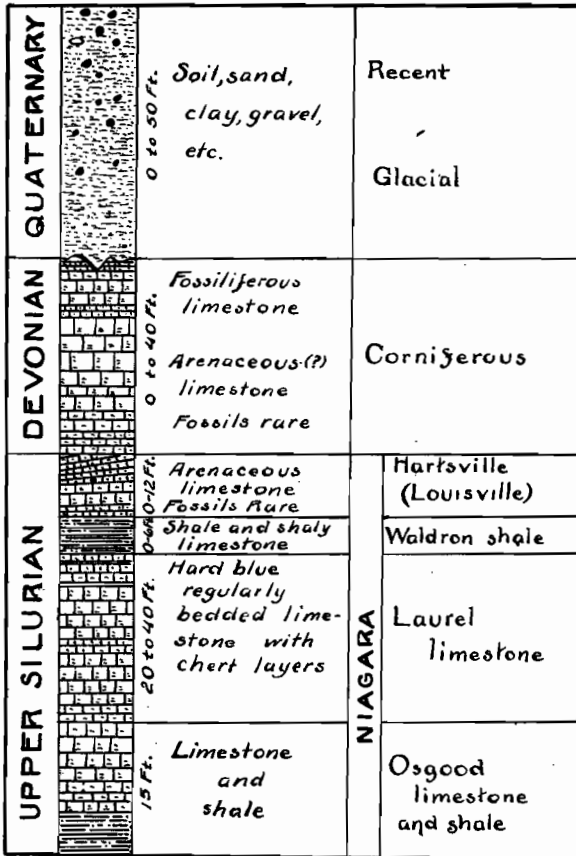 QUATERNARY
0 to 50 Ft.
Soil, sand,
clay, gravel,
etc.
Recent
Glacial
DEVONIAN
0 to 40 Ft.
Fossiliferous
limestone
Arenaceous (?)
limestone
Fossils rare
Corniferous
UPPER SILURIAN
0-12 Ft.
Arenaceous
limestone
Fossils Rare
NIAGARA
Hartsville
(Louisville)
0-6Ft.
Shale and shaly
limestone
Waldron shale
20 to 40 Ft.
Hard blue
regularly
bedded lime-
stone with
chert layers
Laurel
limestone
15 Ft.
Limestone
and
shale
Osgood
limestone
and shale